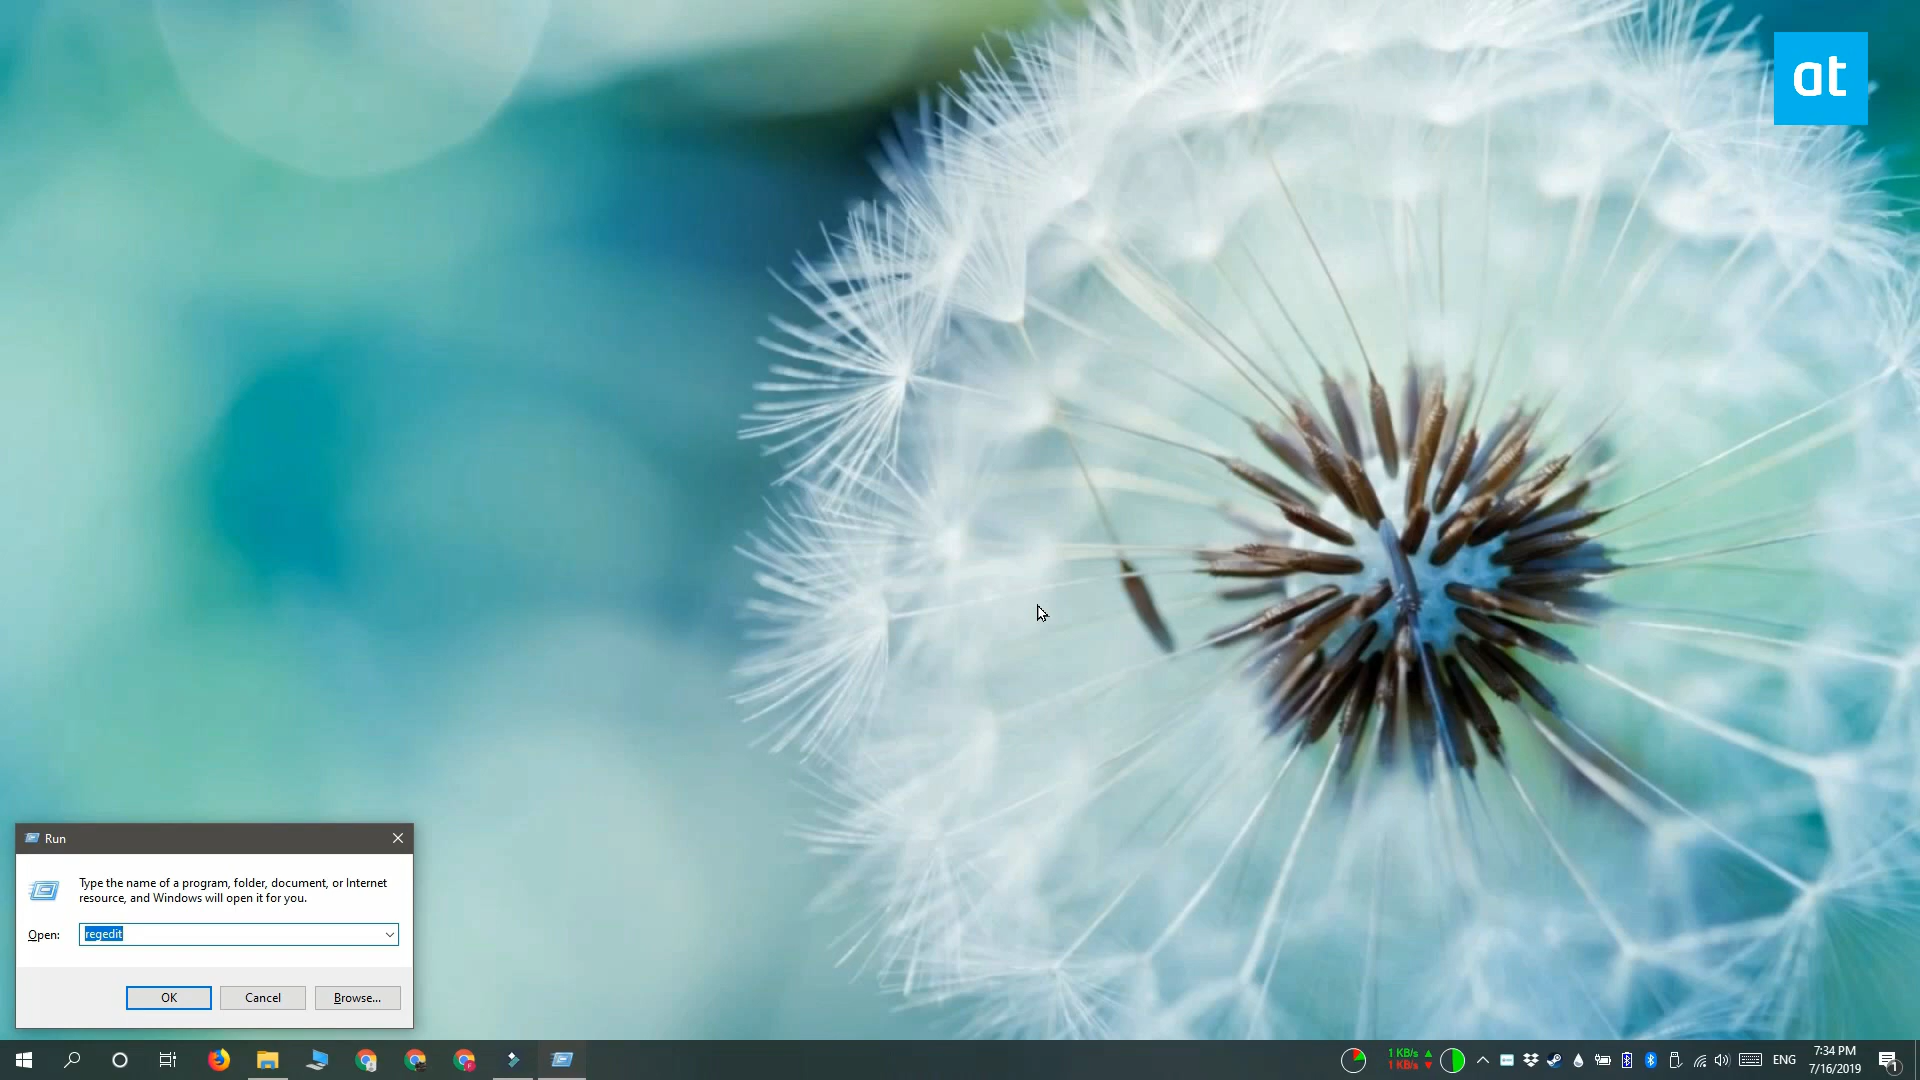 at
Run
Type the name of a program, folder, document, or Internet
resource, and Windows will open it for you.
Open:
regedit
OK
Cancel
Browse...
1 KB/s
1 KB/s
ENG
7:34 PM
7/16/2019
1